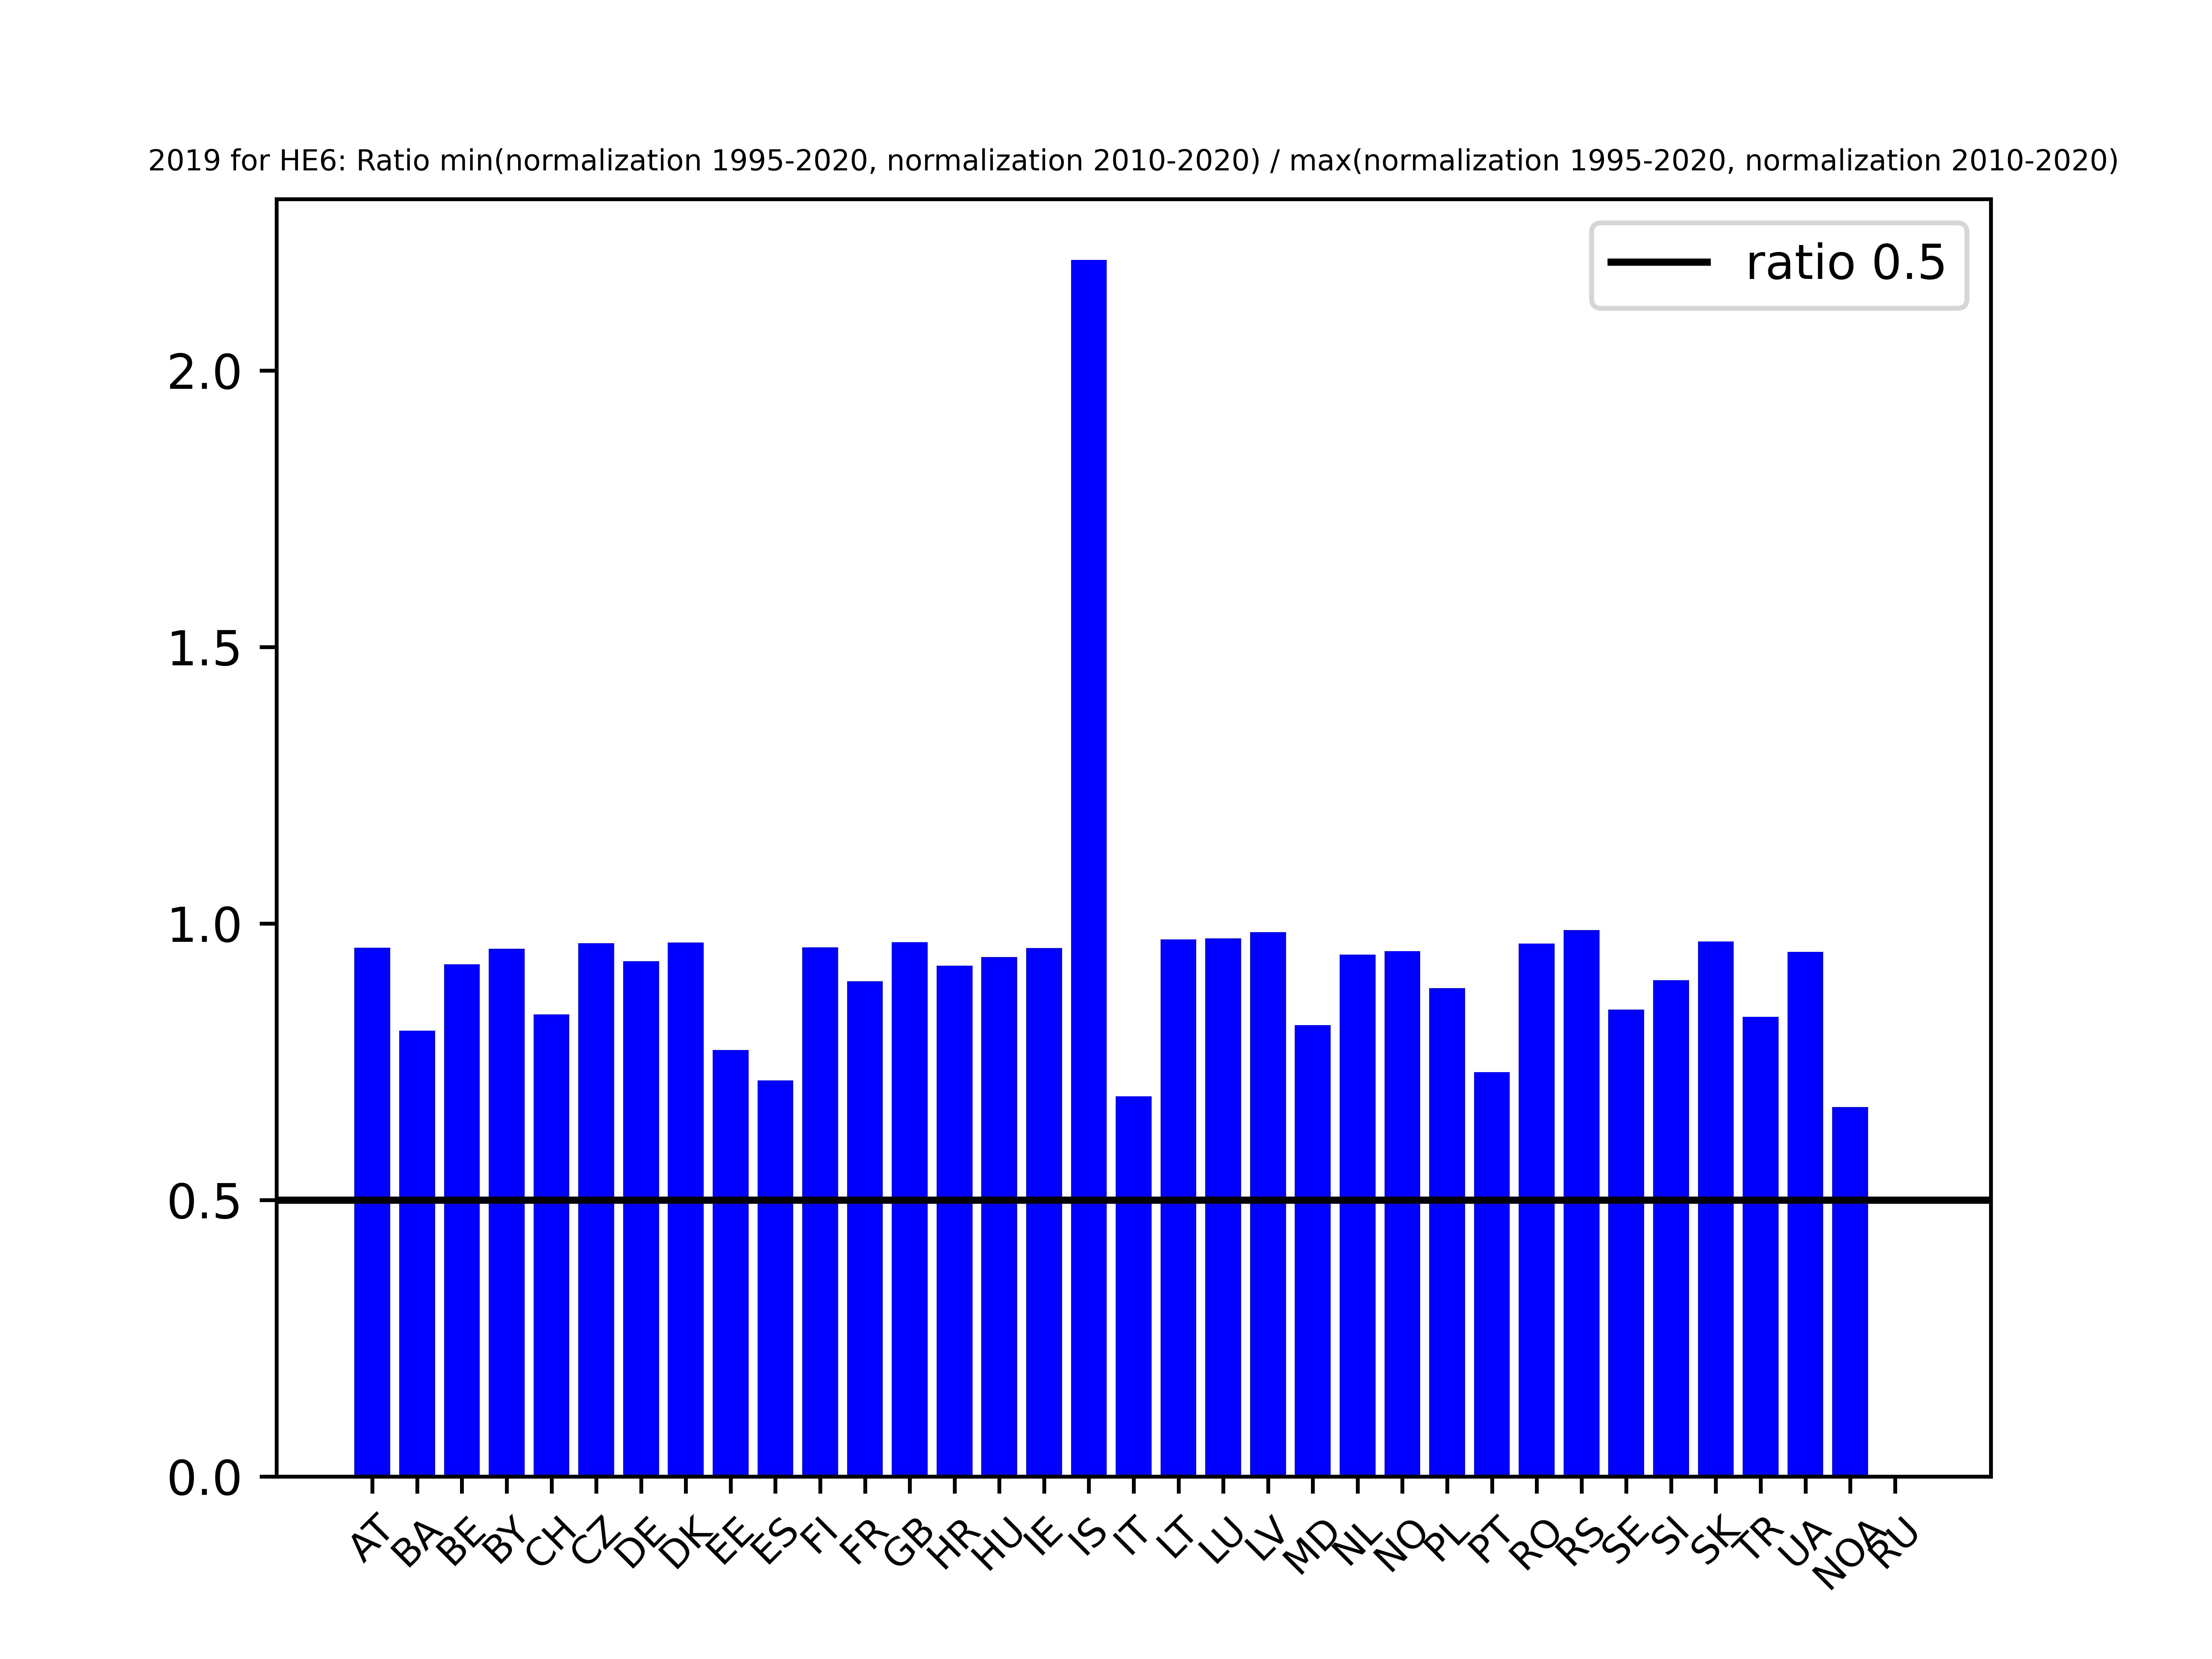 2019 for HE6: Ratio min(normalization 1995-2020, normalization 2010-2020) / max(normalization 1995-2020, normalization 2010-2020)
ratio 0.5
2.0
1.5
1.0
0.5
0.0
AT BA BE BY CH CZ DE DK EE ES FI FR GB HR HU IE IS IT LT LU LV MD NL NO PL PT RO RS SE SI SK TR UA NOA RU